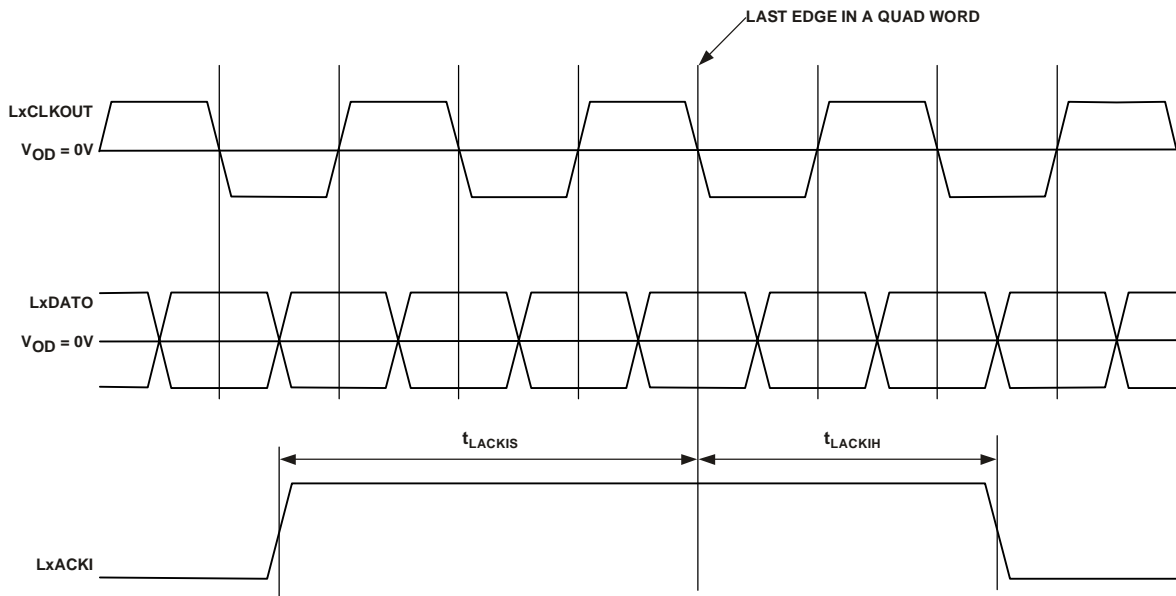 LAST EDGE IN A QUAD WORD
LxCLKOUT
VOD = 0V
LxDATO
VOD = 0V
tLACKIS
tLACKIH
LxACKI